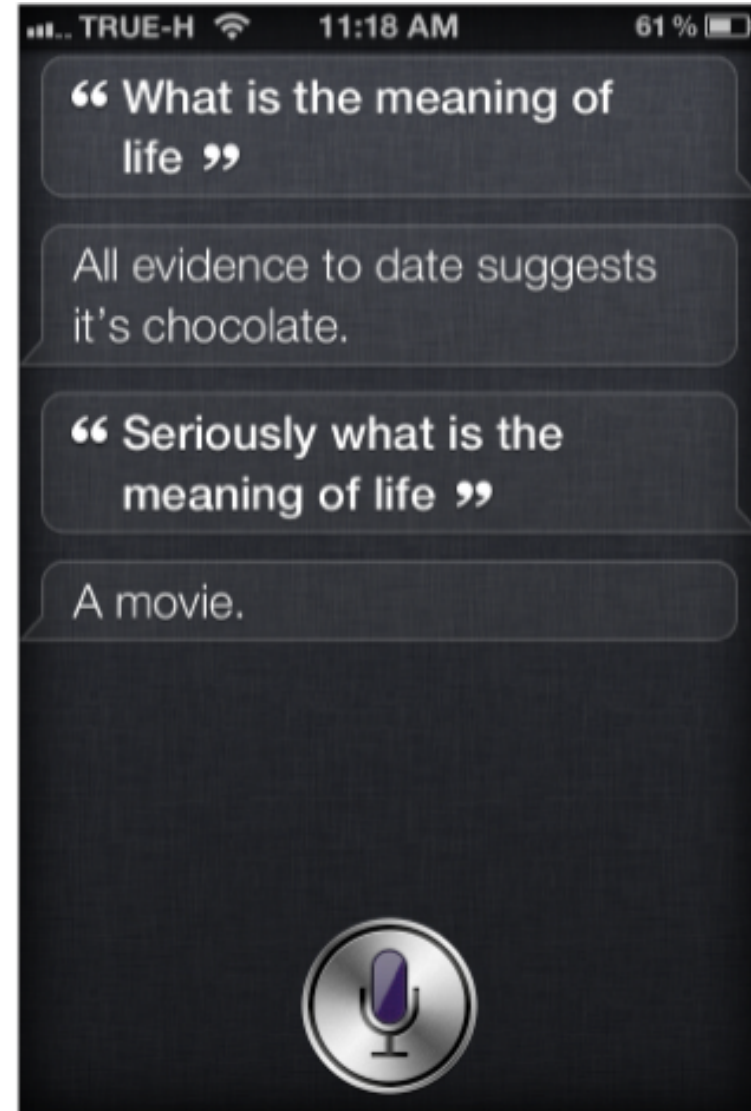 TRUE-H 11:18 AM 61 %
“ What is the meaning of
life ”
All evidence to date suggests
it's chocolate.
“ Seriously what is the
meaning of life ”
A movie.